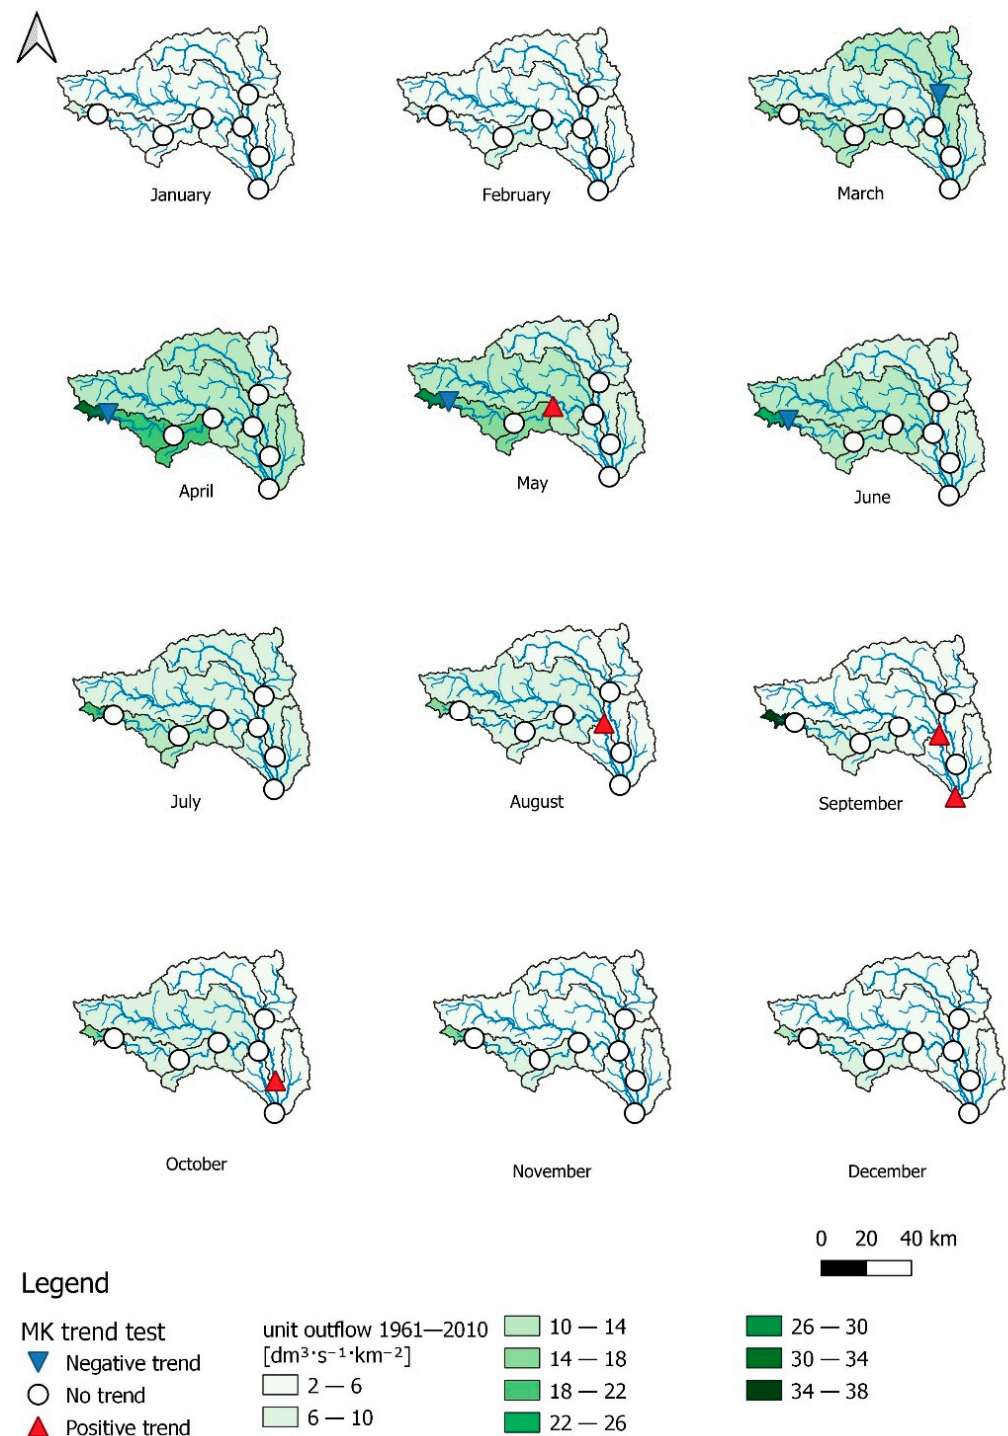 January
February
March
April
May
June
July
August
September
October
November
December
0 20 40 km
Legend
MK trend test
Negative trend
No trend
Positive trend
unit outflow 1961—2010
[dm³·s⁻¹·km⁻²]
2 — 6
6 — 10
10 — 14
14 — 18
18 — 22
22 — 26
26 — 30
30 — 34
34 — 38